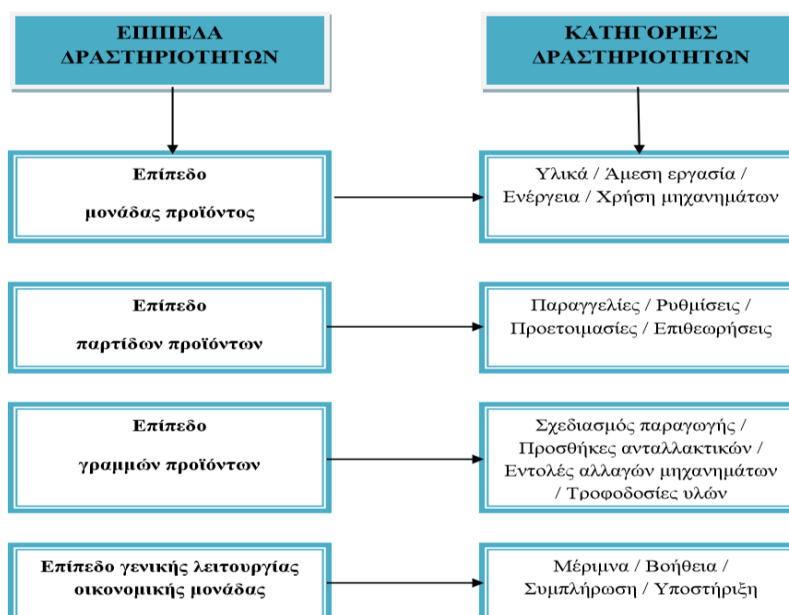 ΕΠΙΠΕΔΑ
ΔΡΑΣΤΗΡΙΟΤΗΤΩΝ
ΚΑΤΗΓΟΡΙΕΣ
ΔΡΑΣΤΗΡΙΟΤΗΤΩΝ
Επίπεδο
μονάδας προϊόντος
Υλικά / Άμεση εργασία /
Ενέργεια / Χρήση μηχανημάτων
Επίπεδο
παρτίδων προϊόντων
Παραγγελίες / Ρυθμίσεις /
Προετοιμασίες / Επιθεωρήσεις
Επίπεδο
γραμμών προϊόντων
Σχεδιασμός παραγωγής /
Προσθήκες ανταλλακτικών /
Εντολές αλλαγών μηχανημάτων
/ Τροφοδοσίες υλών
Επίπεδο γενικής λειτουργίας
οικονομικής μονάδας
Μέριμνα / Βοήθεια /
Συμπλήρωση / Υποστήριξη